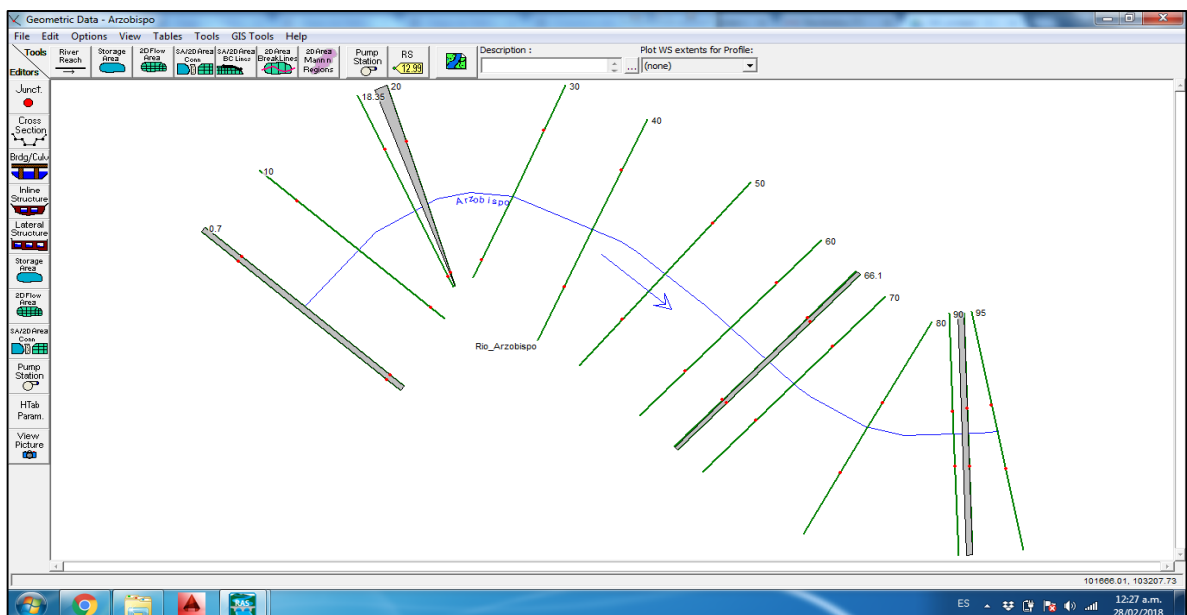 Geometric Data - Arzobispo
File Edit Options View Tables Tools GIS Tools Help
Tools
Editors
River
Reach
Storage
Area
2D Flow
Area
SA/2D Area
Conn
SA/2D Area
BC Lines
2D Area
BreakLines
2D Area
Mann n
Regions
Pump
Station
RS
12.99
Description :
...
Plot WS extents for Profile:
(none)
Junct.
Cross
Section
Brdg/Culv
Inline
Structure
Lateral
Structure
Storage
Area
2D Flow
Area
SA/2D Area
Conn
Pump
Station
HTab
Param.
View
Picture
20
18.35
30
40
10
50
Arzobispo
0.7
60
66.1
70
80
90
95
Rio_Arzobispo
101666.01, 103207.73
RAS
ES
12:27 a.m.
28/02/2018